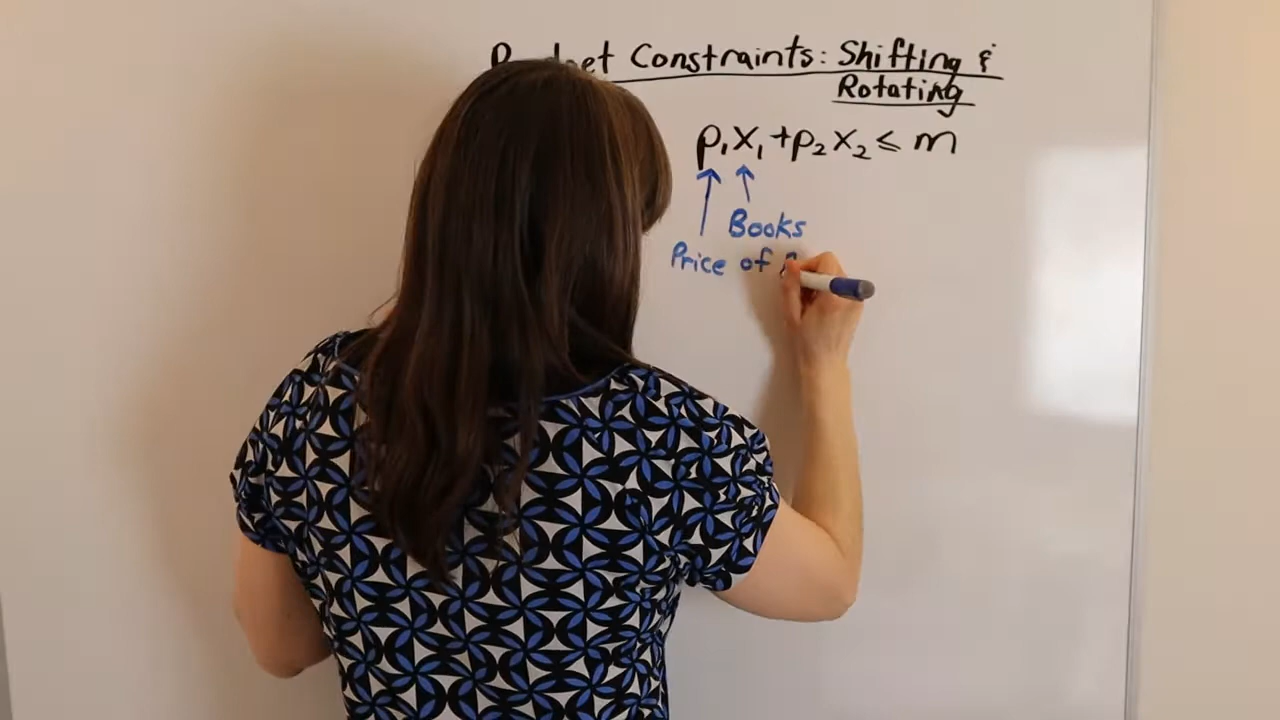 Constraints: Shifting &
Rotating
p₁x₁+p₂x₂≤ m
Books
Price of